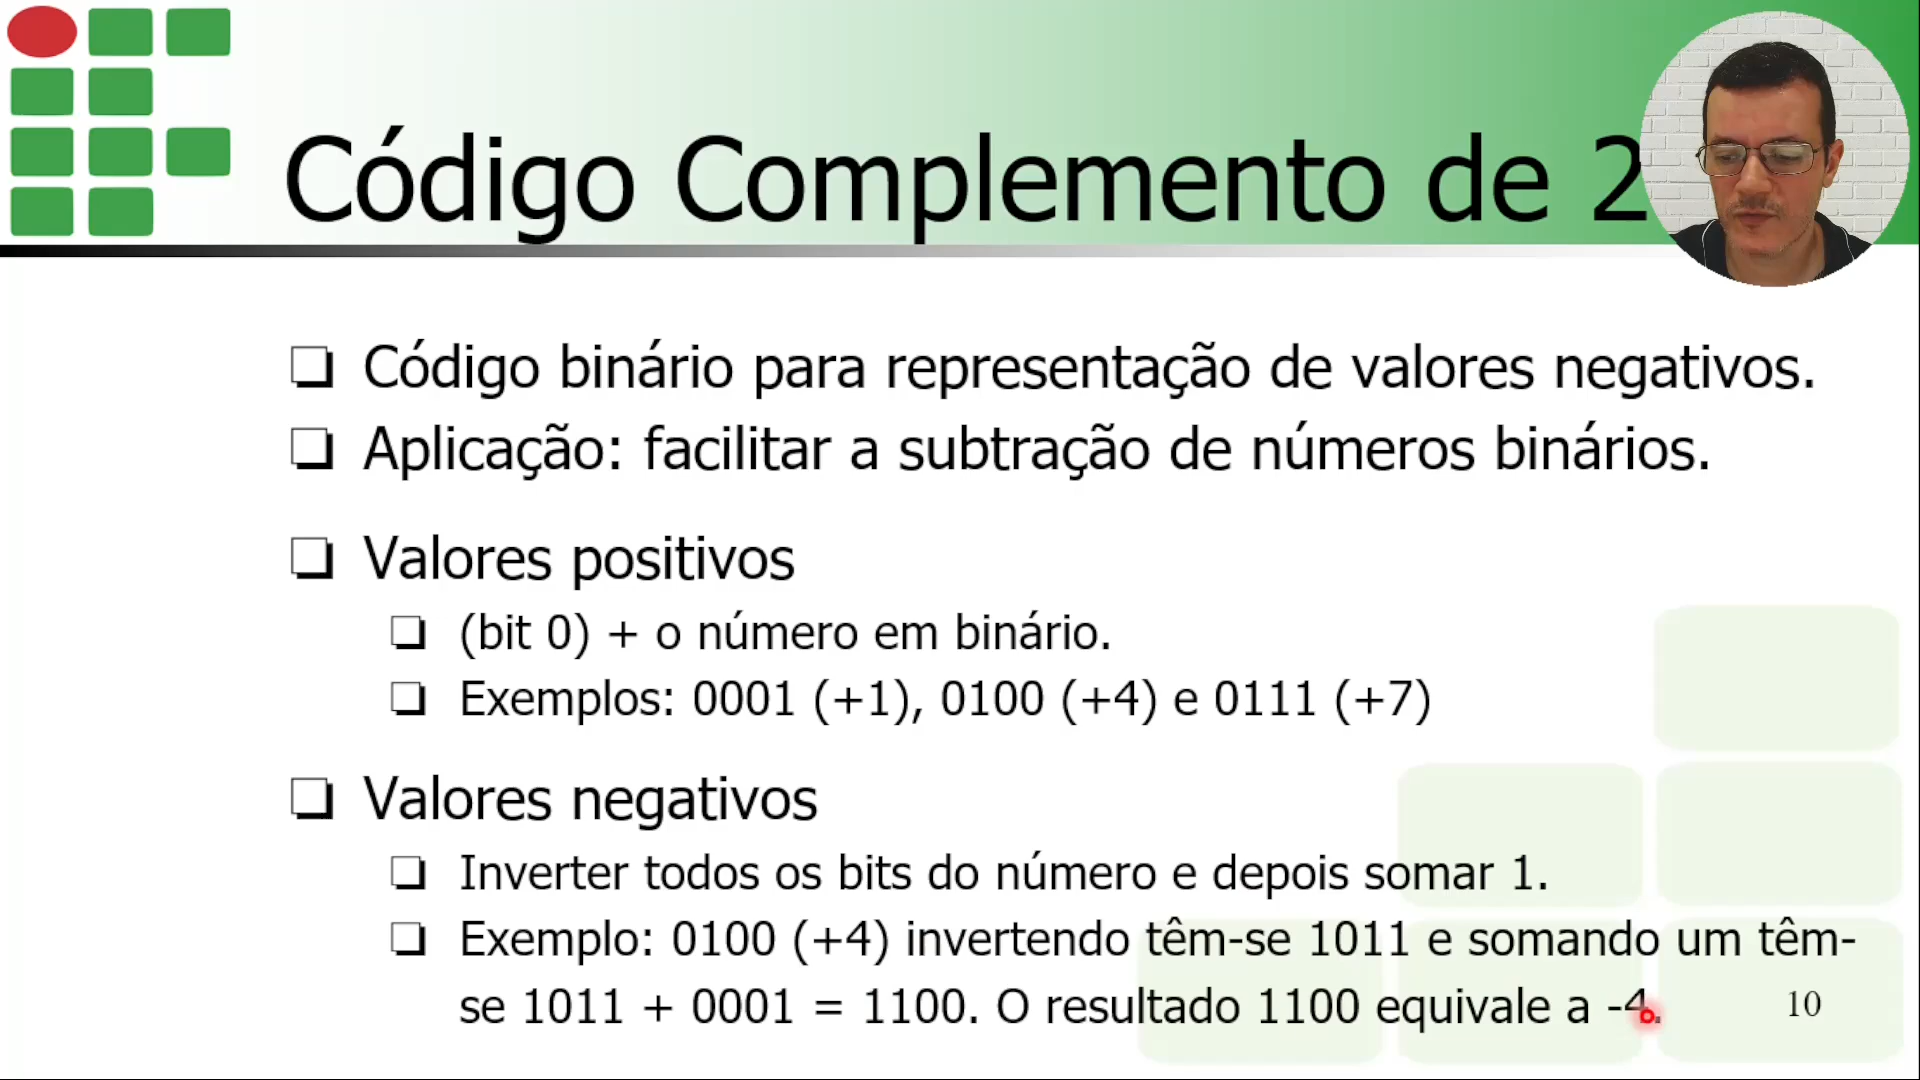 Código Complemento de 2
Código binário para representação de valores negativos.
Aplicação: facilitar a subtração de números binários.
Valores positivos
(bit 0) + o número em binário.
Exemplos: 0001 (+1), 0100 (+4) e 0111 (+7)
Valores negativos
Inverter todos os bits do número e depois somar 1.
Exemplo: 0100 (+4) invertendo têm-se 1011 e somando um têm-
se 1011 + 0001 = 1100. O resultado 1100 equivale a -4.
10